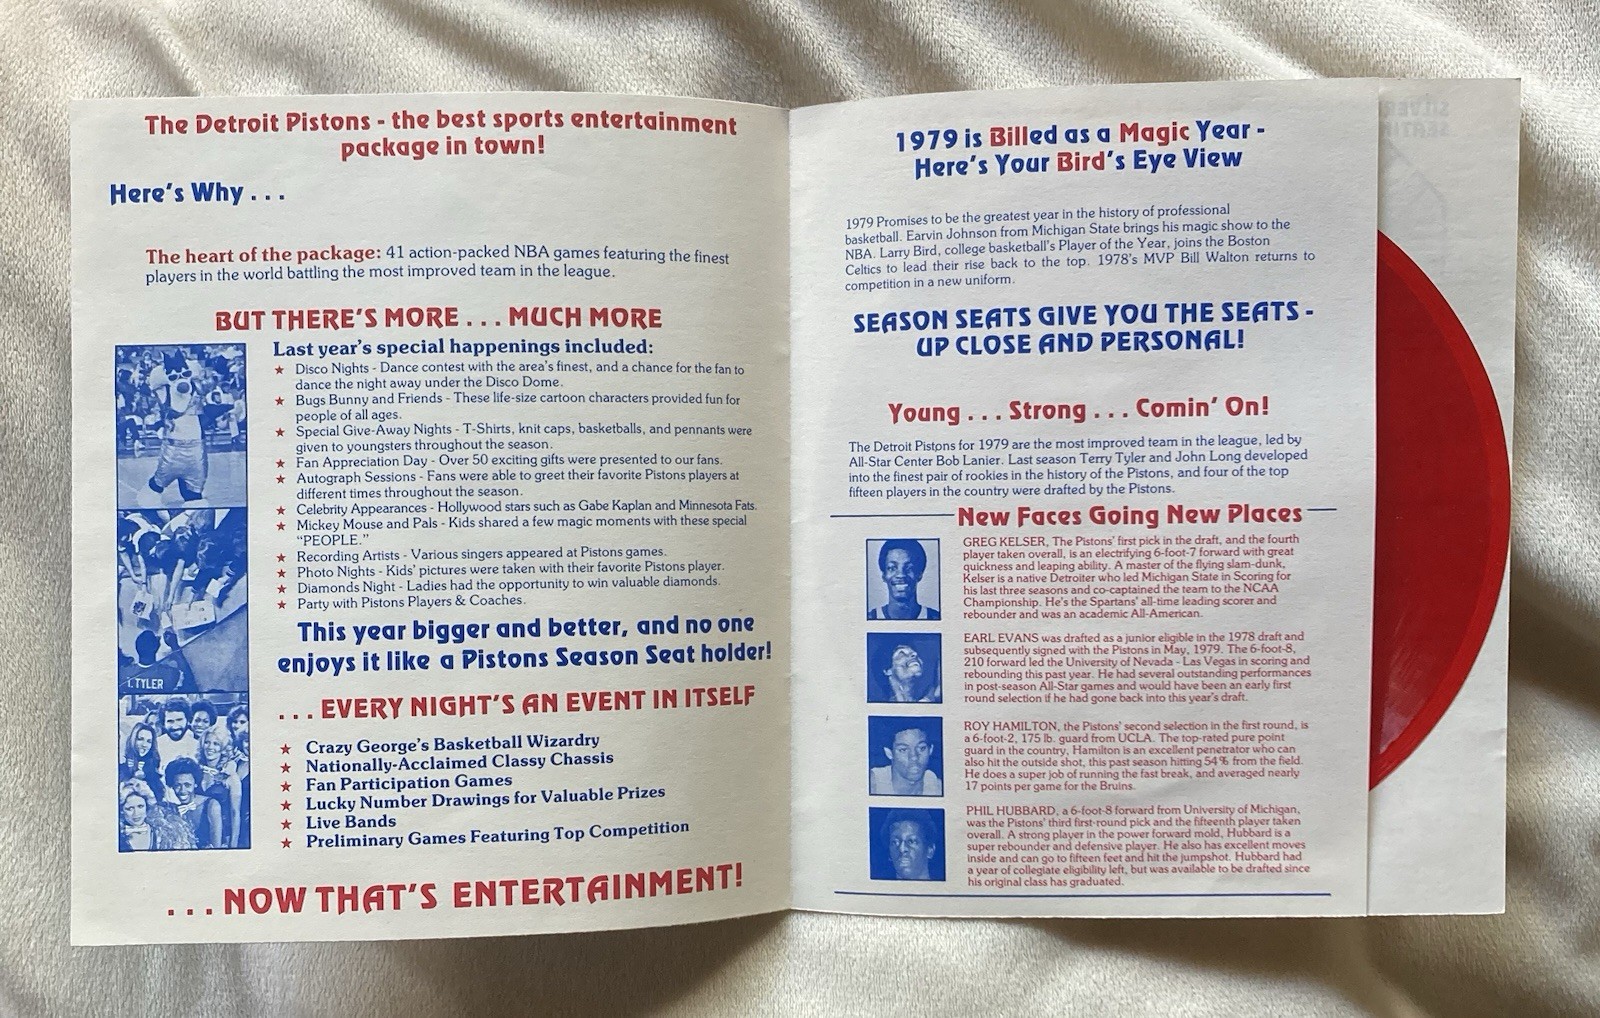 The Detroit Pistons - the best sports entertainment
package in town!
Here's Why . . .
The heart of the package: 41 action-packed NBA games featuring the finest
players in the world battling the most improved team in the league.
BUT THERE'S MORE . . . MUCH MORE
Last year's special happenings included:
★ Disco Nights - Dance contest with the area's finest, and a chance for the fan to
dance the night away under the Disco Dome.
★ Bugs Bunny and Friends - These life-size cartoon characters provided fun for
people of all ages.
★ Special Give-Away Nights - T-Shirts, knit caps, basketballs, and pennants were
given to youngsters throughout the season.
★ Fan Appreciation Day - Over 50 exciting gifts were presented to our fans.
★ Autograph Sessions - Fans were able to greet their favorite Pistons players at
different times throughout the season.
★ Celebrity Appearances - Hollywood stars such as Gabe Kaplan and Minnesota Fats.
★ Mickey Mouse and Pals - Kids shared a few magic moments with these special
"PEOPLE."
★ Recording Artists - Various singers appeared at Pistons games.
★ Photo Nights - Kids' pictures were taken with their favorite Pistons player.
★ Diamonds Night - Ladies had the opportunity to win valuable diamonds.
★ Party with Pistons Players & Coaches.
TYLER
This year bigger and better, and no one
enjoys it like a Pistons Season Seat holder!
. . . EVERY NIGHT'S AN EVENT IN ITSELF
★ Crazy George's Basketball Wizardry
★ Nationally-Acclaimed Classy Chassis
★ Fan Participation Games
★ Lucky Number Drawings for Valuable Prizes
★ Live Bands
★ Preliminary Games Featuring Top Competition
. . . NOW THAT'S ENTERTAINMENT!
1979 is Billed as a Magic Year -
Here's Your Bird's Eye View
1979 Promises to be the greatest year in the history of professional
basketball. Earvin Johnson from Michigan State brings his magic show to the
NBA. Larry Bird, college basketball's Player of the Year, joins the Boston
Celtics to lead their rise back to the top. 1978's MVP Bill Walton returns to
competition in a new uniform.
SEASON SEATS GIVE YOU THE SEATS -
UP CLOSE AND PERSONAL!
Young . . . Strong . . . Comin' On!
The Detroit Pistons for 1979 are the most improved team in the league, led by
All-Star Center Bob Lanier. Last season Terry Tyler and John Long developed
into the finest pair of rookies in the history of the Pistons, and four of the top
fifteen players in the country were drafted by the Pistons.
New Faces Going New Places
GREG KELSER, The Pistons' first pick in the draft, and the fourth
player taken overall, is an electrifying 6-foot-7 forward with great
quickness and leaping ability. A master of the flying slam-dunk,
Kelser is a native Detroiter who led Michigan State in Scoring for
his last three seasons and co-captained the team to the NCAA
Championship. He's the Spartans' all-time leading scorer and
rebounder and was an academic All-American.
EARL EVANS was drafted as a junior eligible in the 1978 draft and
subsequently signed with the Pistons in May, 1979. The 6-foot-8,
210 forward led the University of Nevada - Las Vegas in scoring and
rebounding this past year. He had several outstanding performances
in post-season All-Star games and would have been an early first
round selection if he had gone back into this year's draft.
ROY HAMILTON, the Pistons' second selection in the first round, is
a 6-foot-2, 175 lb. guard from UCLA. The top-rated pure point
guard in the country, Hamilton is an excellent penetrator who can
also hit the outside shot, this past season hitting 54% from the field.
He does a super job of running the fast break, and averaged nearly
17 points per game for the Bruins.
PHIL HUBBARD, a 6-foot-8 forward from University of Michigan,
was the Pistons' third first-round pick and the fifteenth player taken
overall. A strong player in the power forward mold, Hubbard is a
super rebounder and defensive player. He also has excellent moves
inside and can go to fifteen feet and hit the jumpshot. Hubbard had
a year of collegiate eligibility left, but was available to be drafted since
his original class has graduated.